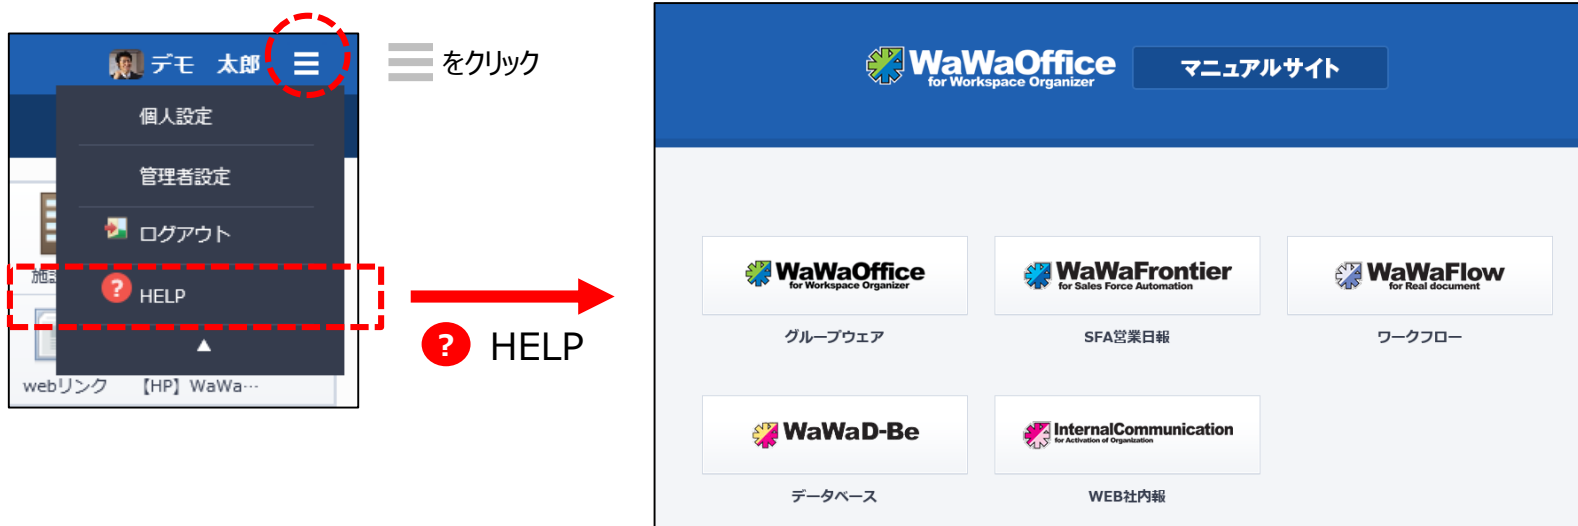 デモ 太郎
をクリック
個人設定
管理者設定
ログアウト
施設
? HELP
webリンク 【HP】WaWa…
? HELP
WaWaOffice
for Workspace Organizer
マニュアルサイト
WaWaOffice
for Workspace Organizer
グループウェア
WaWaFrontier
for Sales Force Automation
SFA営業日報
WaWaFlow
for Real document
ワークフロー
WaWaD-Be
データベース
InternalCommunication
for Activation of Organization
WEB社内報